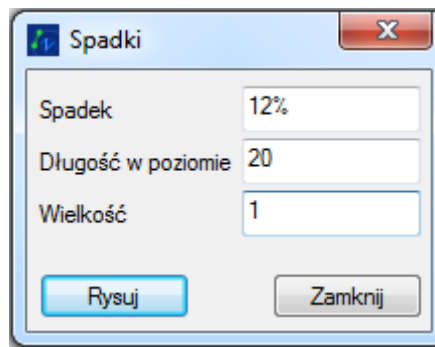 Spadki
Spadek 12%
Długość w poziomie 20
Wielkość 1
Rysuj Zamknij